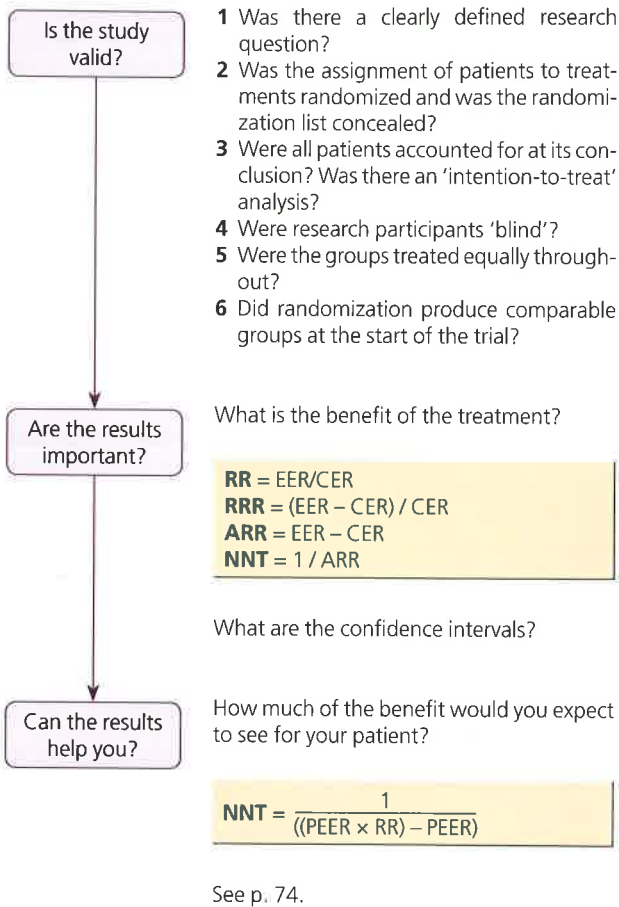 Is the study
valid?
1 Was there a clearly defined research
question?
2 Was the assignment of patients to treat-
ments randomized and was the randomi-
zation list concealed?
3 Were all patients accounted for at its con-
clusion? Was there an 'intention-to-treat'
analysis?
4 Were research participants 'blind'?
5 Were the groups treated equally through-
out?
6 Did randomization produce comparable
groups at the start of the trial?
Are the results
important?
What is the benefit of the treatment?
RR = EER/CER
RRR = (EER – CER) / CER
ARR = EER – CER
NNT = 1 / ARR
What are the confidence intervals?
Can the results
help you?
How much of the benefit would you expect
to see for your patient?
NNT = 1 / ((PEER × RR) – PEER)
See p. 74.